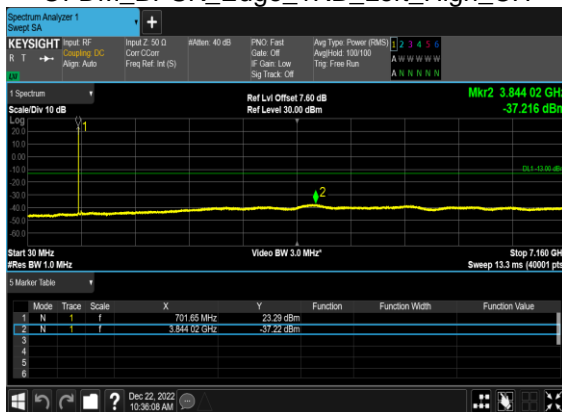 Spectrum Analyzer 1
Swept SA
+
KEYSIGHT
R T
Input: RF
Coupling: DC
Align: Auto
Input Z: 50 Ω
Corr CCorr
Freq Ref: Int (S)
#Atten: 40 dB
PNO: Fast
Gate: Off
IF Gain: Low
Sig Track: Off
Avg Type: Power (RMS)
Avg|Hold: 100/100
Trig: Free Run
1 2 3 4 5 6
A W W W W W
A N N N N N
1 Spectrum
Scale/Div 10 dB
Ref Lvl Offset 7.60 dB
Ref Level 30.00 dBm
Mkr2 3.844 02 GHz
-37.216 dBm
Log
20.0
10.0
0.00
-10.0
-20.0
-30.0
-40.0
-50.0
-60.0
1
2
DL1 -13.00 dBm
Start 30 MHz
#Res BW 1.0 MHz
Video BW 3.0 MHz*
Stop 7.160 GHz
Sweep 13.3 ms (40001 pts)
5 Marker Table
Mode Trace Scale X Y Function Function Width Function Value
1 N 1 f 701.65 MHz 23.29 dBm
2 N 1 f 3.844 02 GHz -37.22 dBm
3
4
5
6
?
Dec 22, 2022
10:36:08 AM